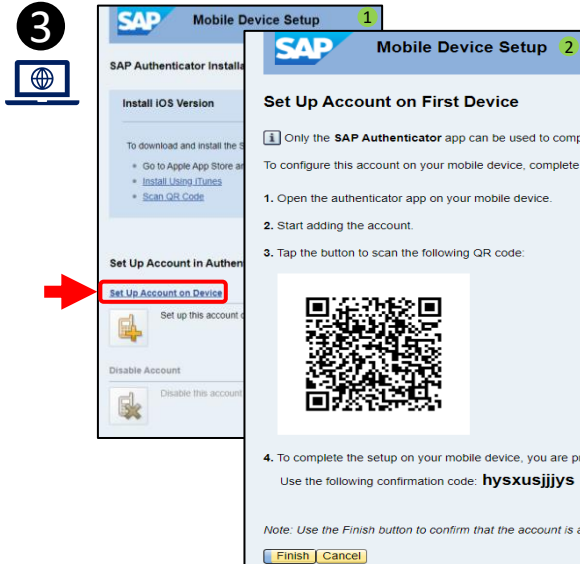 3
SAP Mobile Device Setup 1
SAP Authenticator Installa
Install iOS Version
To download and install the S
Go to Apple App Store an
Install Using iTunes
Scan QR Code
Set Up Account in Authen
Set Up Account on Device
Set up this account o
Disable Account
Disable this account
SAP Mobile Device Setup 2
Set Up Account on First Device
i Only the SAP Authenticator app can be used to comp
To configure this account on your mobile device, complete
1. Open the authenticator app on your mobile device.
2. Start adding the account.
3. Tap the button to scan the following QR code:
4. To complete the setup on your mobile device, you are pr
Use the following confirmation code: hysxusjjjys
Note: Use the Finish button to confirm that the account is a
Finish Cancel